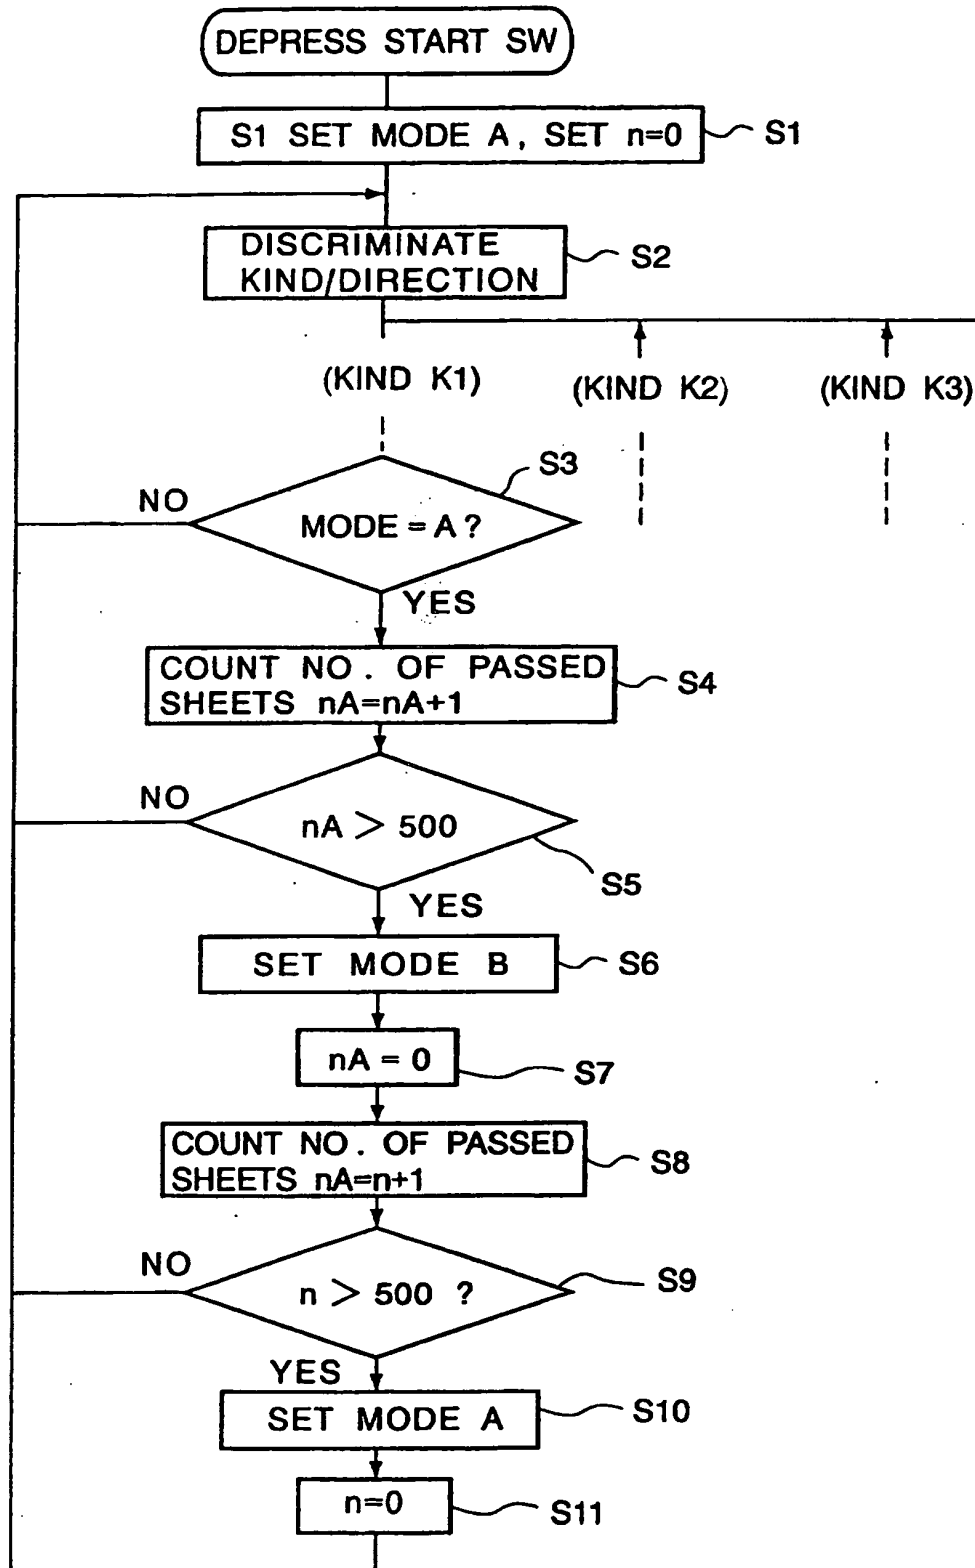 DEPRESS START SW
S1 SET MODE A, SET n=0
S1
DISCRIMINATE
KIND/DIRECTION
S2
(KIND K1)
(KIND K2)
(KIND K3)
S3
NO
MODE = A ?
YES
COUNT NO. OF PASSED
SHEETS nA=nA+1
S4
NO
nA > 500
S5
YES
SET MODE B
S6
nA = 0
S7
COUNT NO. OF PASSED
SHEETS nA=n+1
S8
NO
n > 500 ?
S9
YES
SET MODE A
S10
n=0
S11